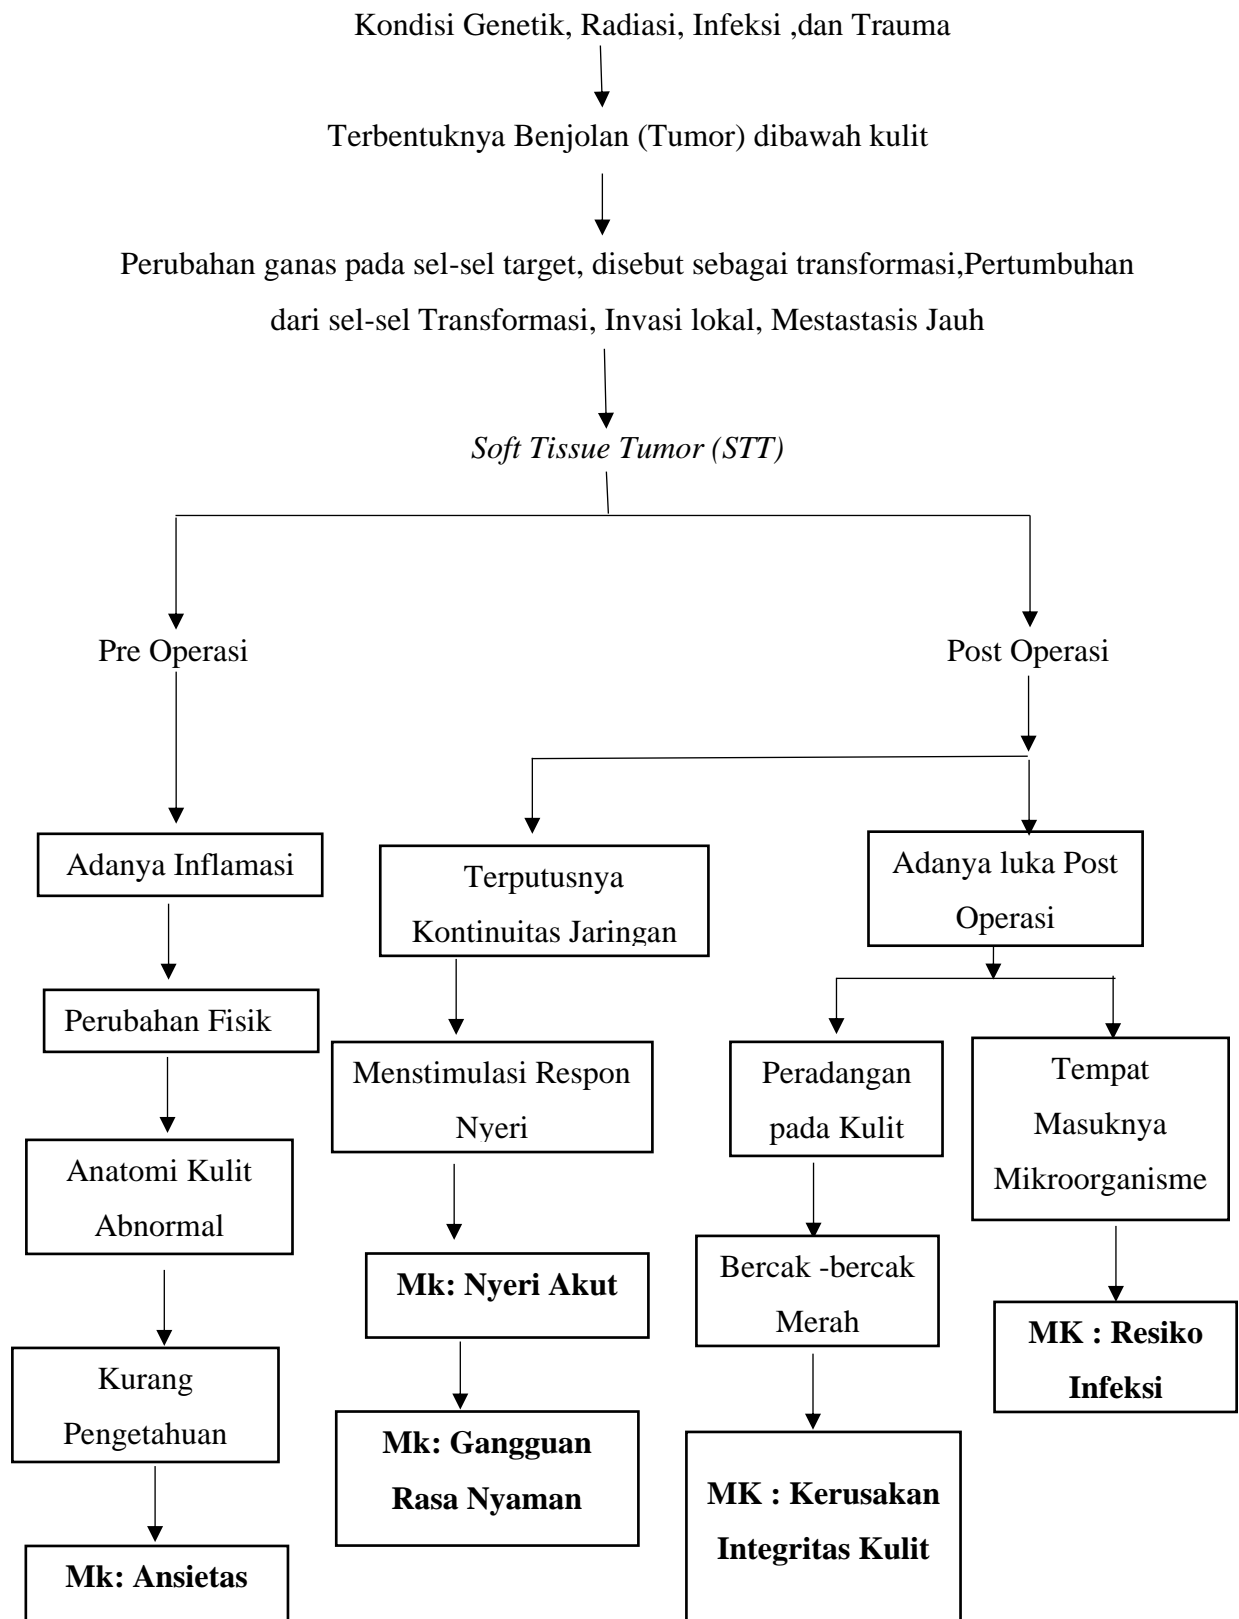 Kondisi Genetik, Radiasi, Infeksi ,dan Trauma
Terbentuknya Benjolan (Tumor) dibawah kulit
Perubahan ganas pada sel-sel target, disebut sebagai transformasi,Pertumbuhan
dari sel-sel Transformasi, Invasi lokal, Mestastasis Jauh
Soft Tissue Tumor (STT)
Pre Operasi
Post Operasi
Adanya Inflamasi
Perubahan Fisik
Anatomi Kulit
Abnormal
Kurang
Pengetahuan
Mk: Ansietas
Terputusnya
Kontinuitas Jaringan
Menstimulasi Respon
Nyeri
Mk: Nyeri Akut
Mk: Gangguan
Rasa Nyaman
Adanya luka Post
Operasi
Peradangan
pada Kulit
Bercak -bercak
Merah
MK : Kerusakan
Integritas Kulit
Tempat
Masuknya
Mikroorganisme
MK : Resiko
Infeksi